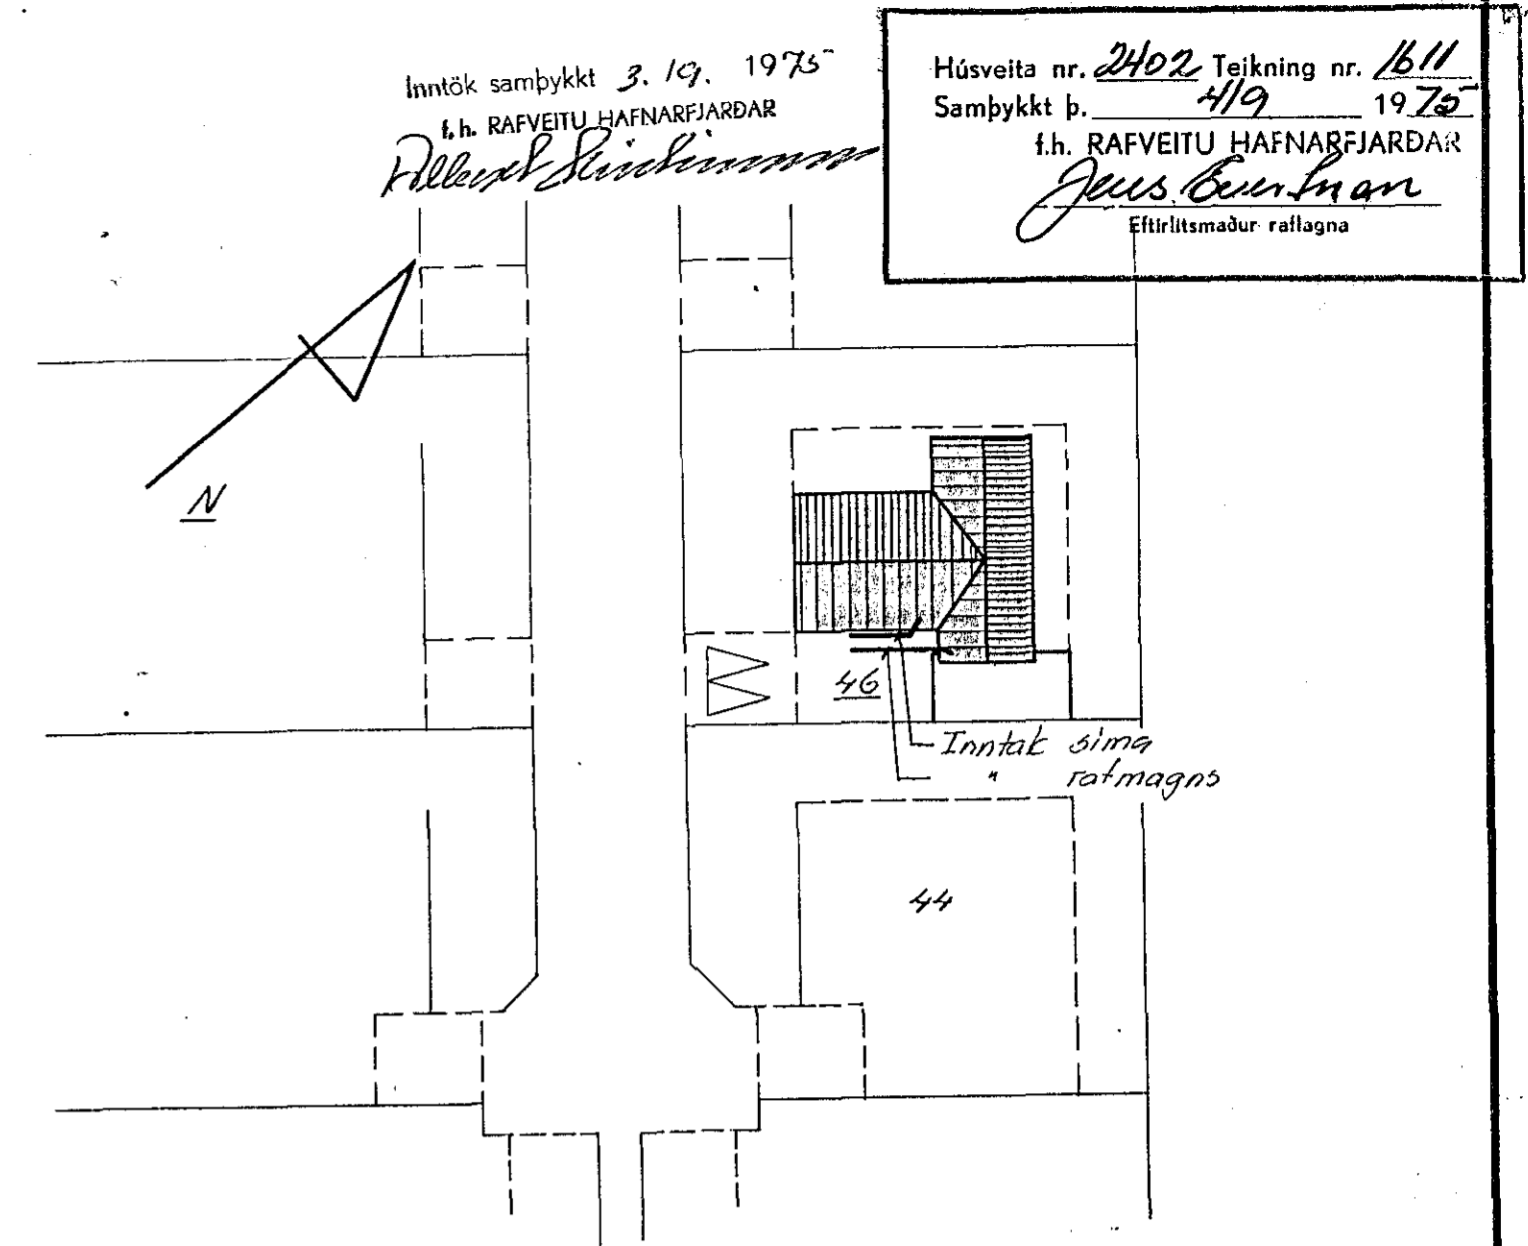 Inntök samþykkt 3. /9. 1975
f.h. RAFVEITU HAFNARFJARÐAR
Húsveita nr. 2402 Teikning nr. 1611
Samþykkt þ. 4/9 1975
f.h. RAFVEITU HAFNARFJARÐAR
Eftirlitsmaður raflagna
N
46
Inntak síma
" rafmagns
44